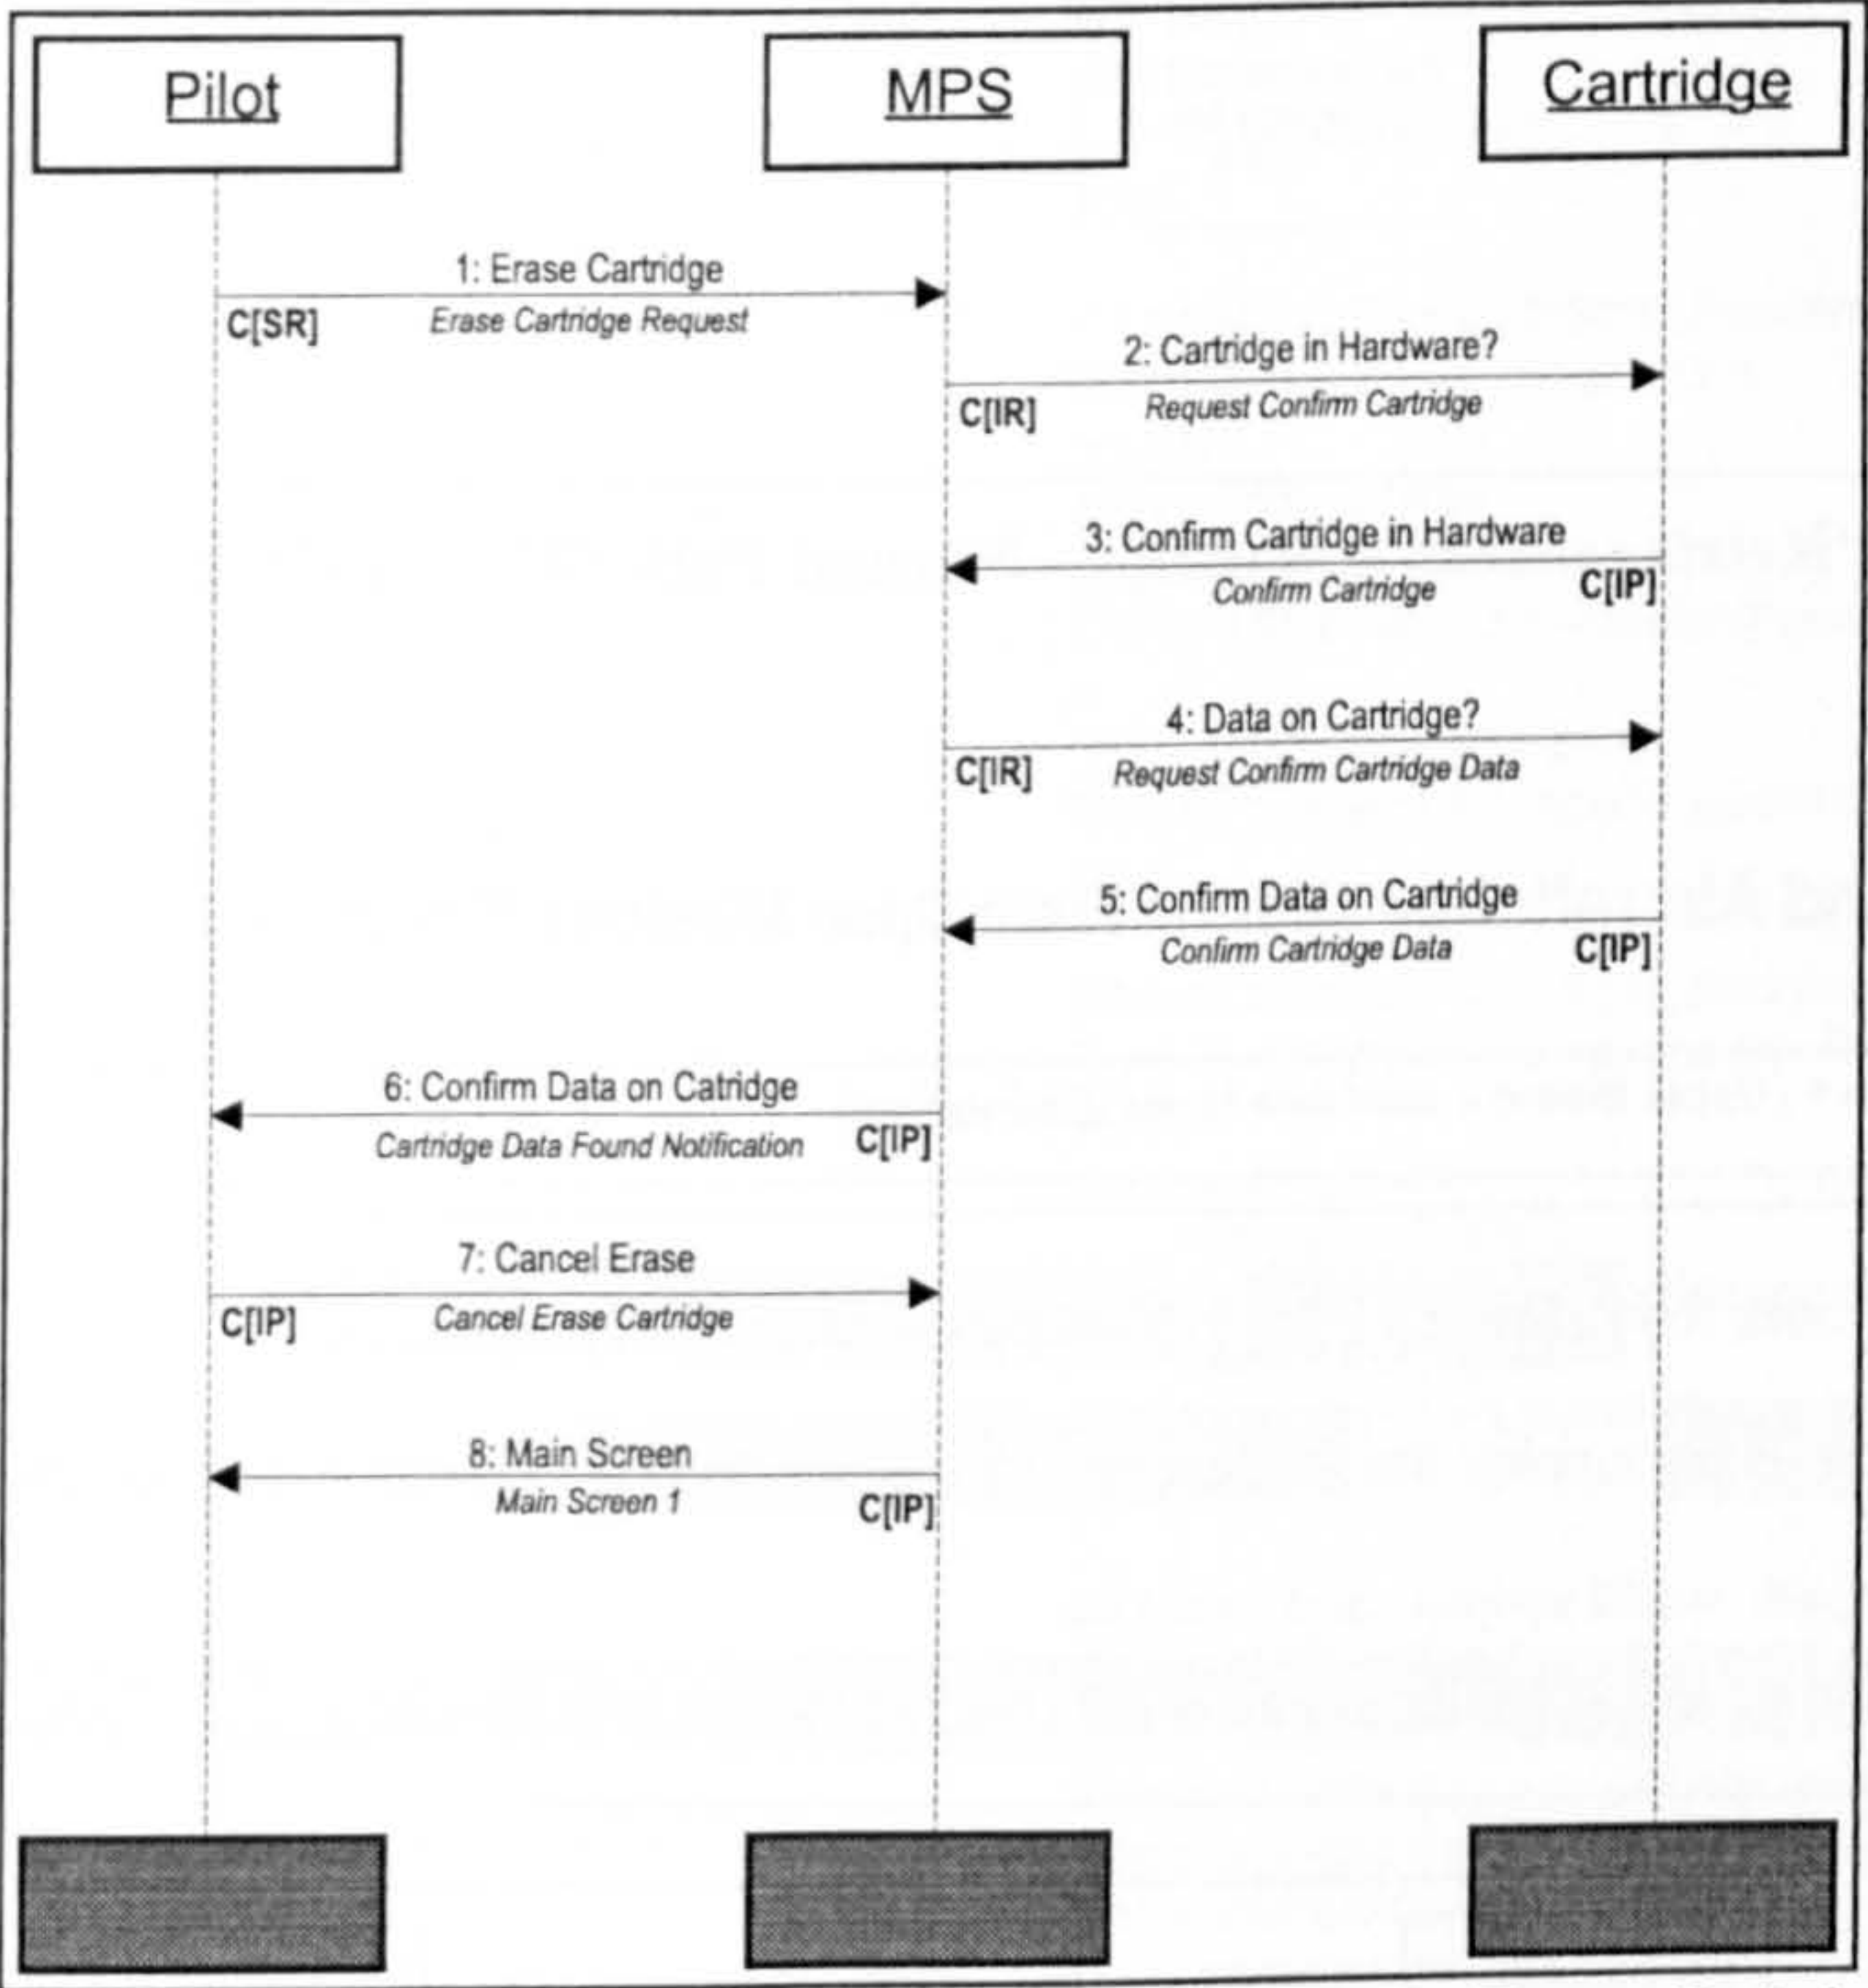 Pilot
MPS
Cartridge
1: Erase Cartridge
C[SR]
Erase Cartridge Request
2: Cartridge in Hardware?
C[IR]
Request Confirm Cartridge
3: Confirm Cartridge in Hardware
Confirm Cartridge
C[IP]
4: Data on Cartridge?
C[IR]
Request Confirm Cartridge Data
5: Confirm Data on Cartridge
Confirm Cartridge Data
C[IP]
6: Confirm Data on Catridge
Cartridge Data Found Notification
C[IP]
7: Cancel Erase
C[IP]
Cancel Erase Cartridge
8: Main Screen
Main Screen 1
C[IP]